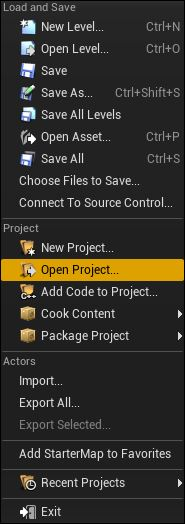 Load and Save
New Level... Ctrl+N
Open Level... Ctrl+O
Save
Save As... Ctrl+Shift+S
Save All Levels
Open Asset... Ctrl+P
Save All Ctrl+S
Choose Files to Save...
Connect To Source Control...
Project
New Project...
Open Project...
C++ Add Code to Project...
Cook Content
Package Project
Actors
Import...
Export All...
Export Selected...
Add StarterMap to Favorites
Recent Projects
Exit